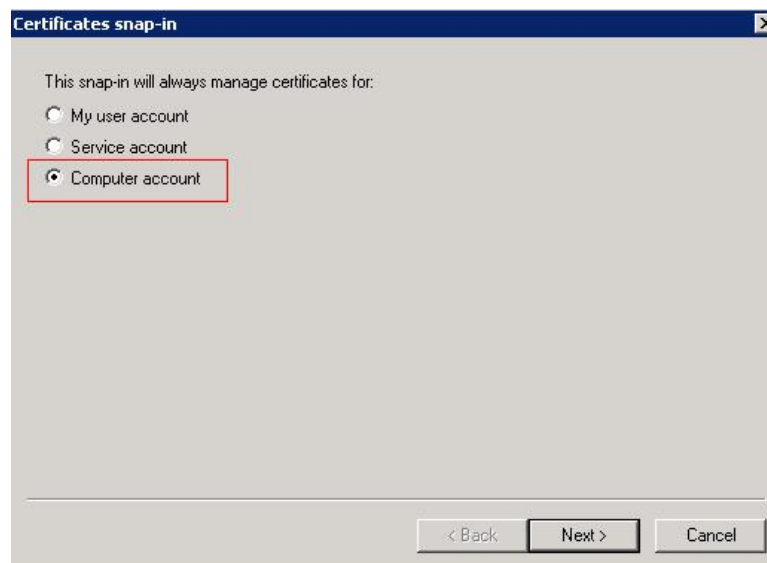 Certificates snap-in
This snap-in will always manage certificates for:
My user account
Service account
Computer account
< Back
Next >
Cancel